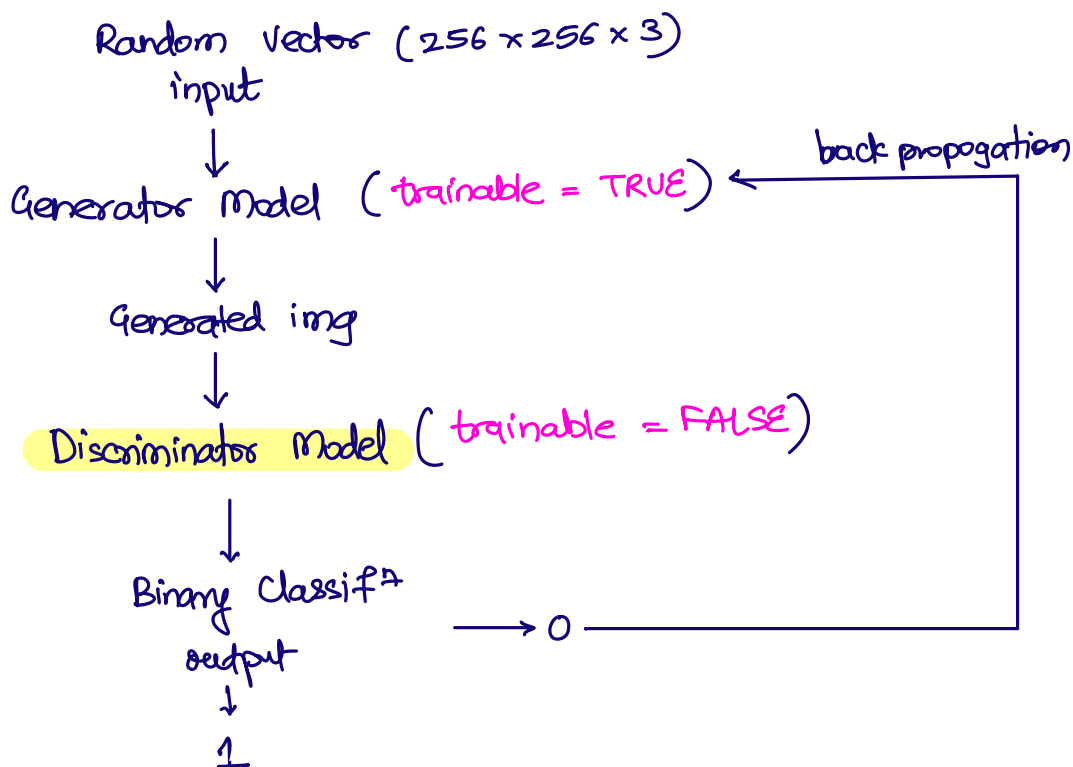 Random vector (256 x 256 x 3)
input
back propogation
Generator Model (trainable = TRUE)
Generated img
Discriminator Model (trainable = FALSE)
Binary Classifⁿ
output
0
1